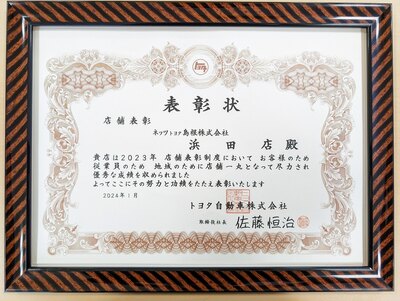 トヨタ
表彰状
店舗表彰
ネッツトヨタ島根株式会社
浜田店殿
貴店は2023年 店舗表彰制度において お客様のため
従業員のため 地域のために店舗一丸となって尽力され
優秀な成績を収められました
よってここにその努力と功績をたたえ表彰いたします
2024年1月
トヨタ自動車株式会社
取締役社長 佐藤恒治